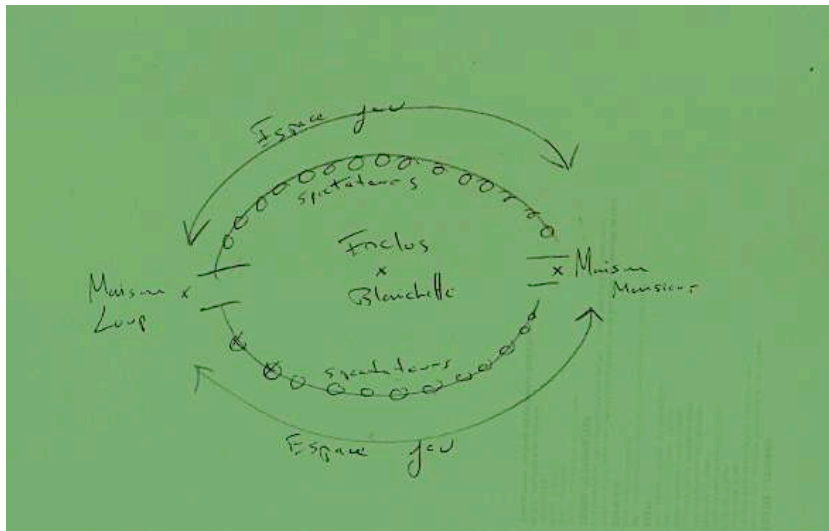 Espace jeu
spectateurs
Enclos
x
Blanchette
Maison x
Loup
x Maison
Monsieur
spectateurs
Espace jeu